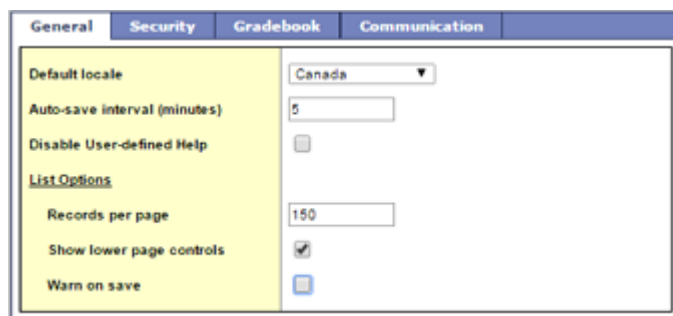 General Security Gradebook Communication
Default locale Canada
Auto-save interval (minutes) 5
Disable User-defined Help
List Options
Records per page 150
Show lower page controls
Warn on save